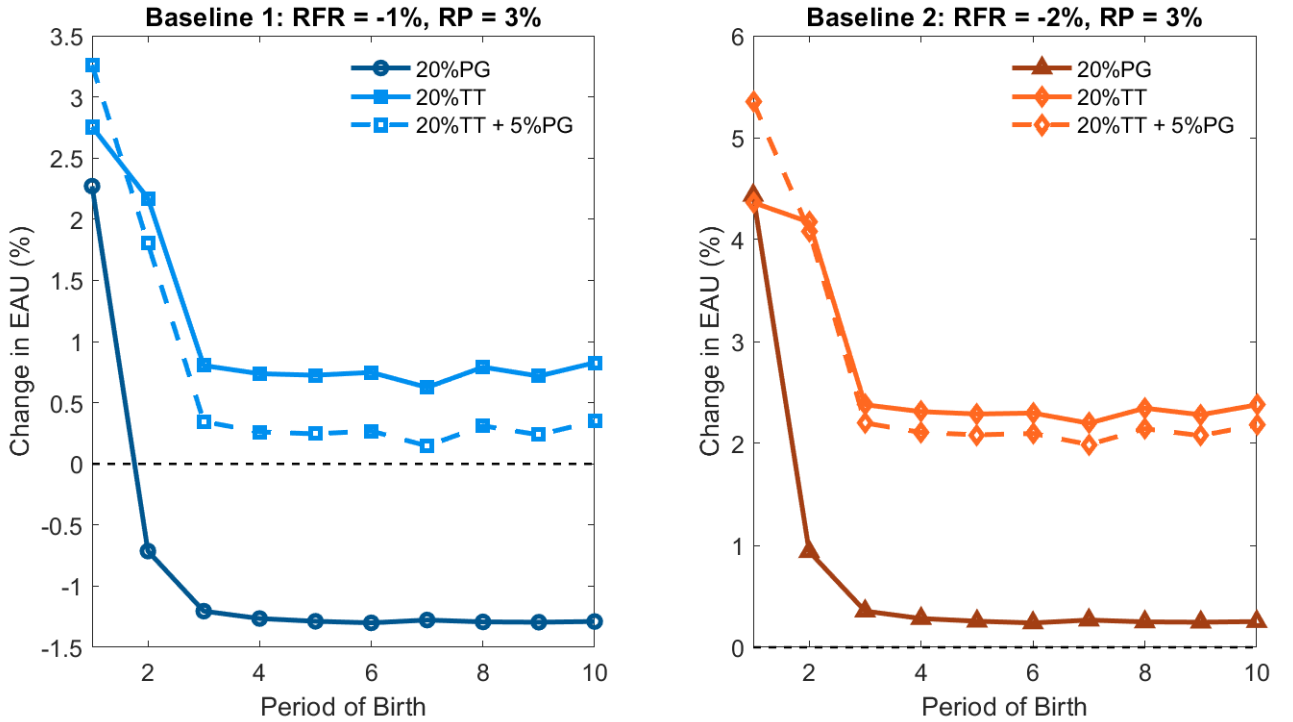 Baseline 1: RFR = -1%, RP = 3%
3.5
3
2.5
2
1.5
1
0.5
0
-0.5
-1
-1.5
Change in EAU (%)
20%PG
20%TT
20%TT + 5%PG
2
4
6
8
10
Period of Birth
Baseline 2: RFR = -2%, RP = 3%
6
5
4
3
2
1
0
Change in EAU (%)
20%PG
20%TT
20%TT + 5%PG
2
4
6
8
10
Period of Birth